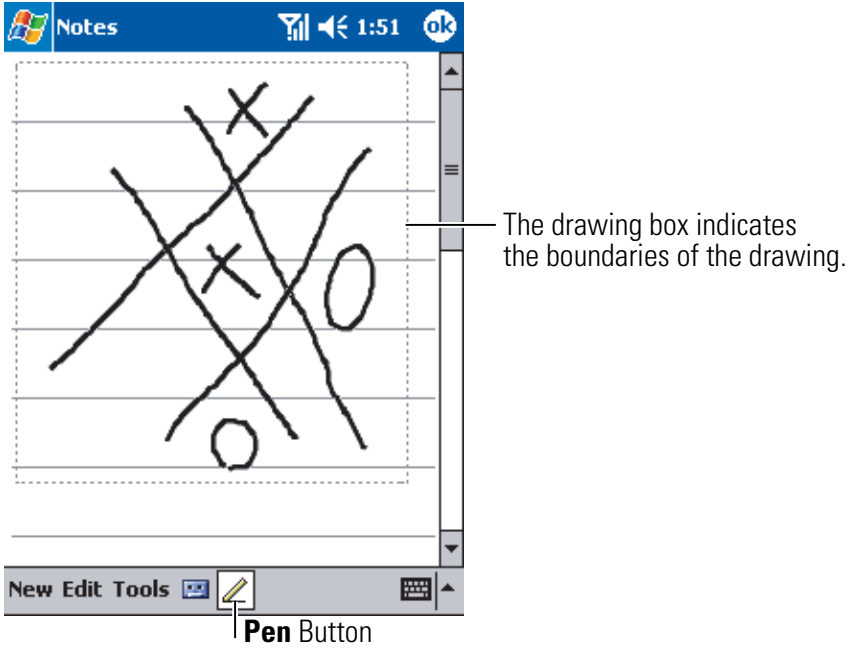 Notes 1:51 ok
X
X
O
O
The drawing box indicates
the boundaries of the drawing.
New Edit Tools
Pen Button